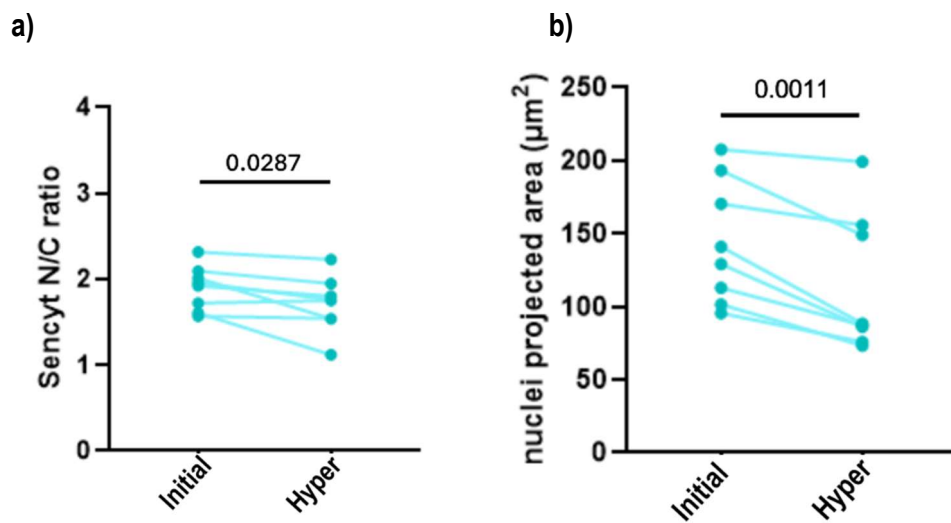 a)
Sencyt N/C ratio
4
3
2
1
0
0.0287
Initial
Hyper
b)
nuclei projected area (µm²)
250
200
150
100
50
0
0.0011
Initial
Hyper